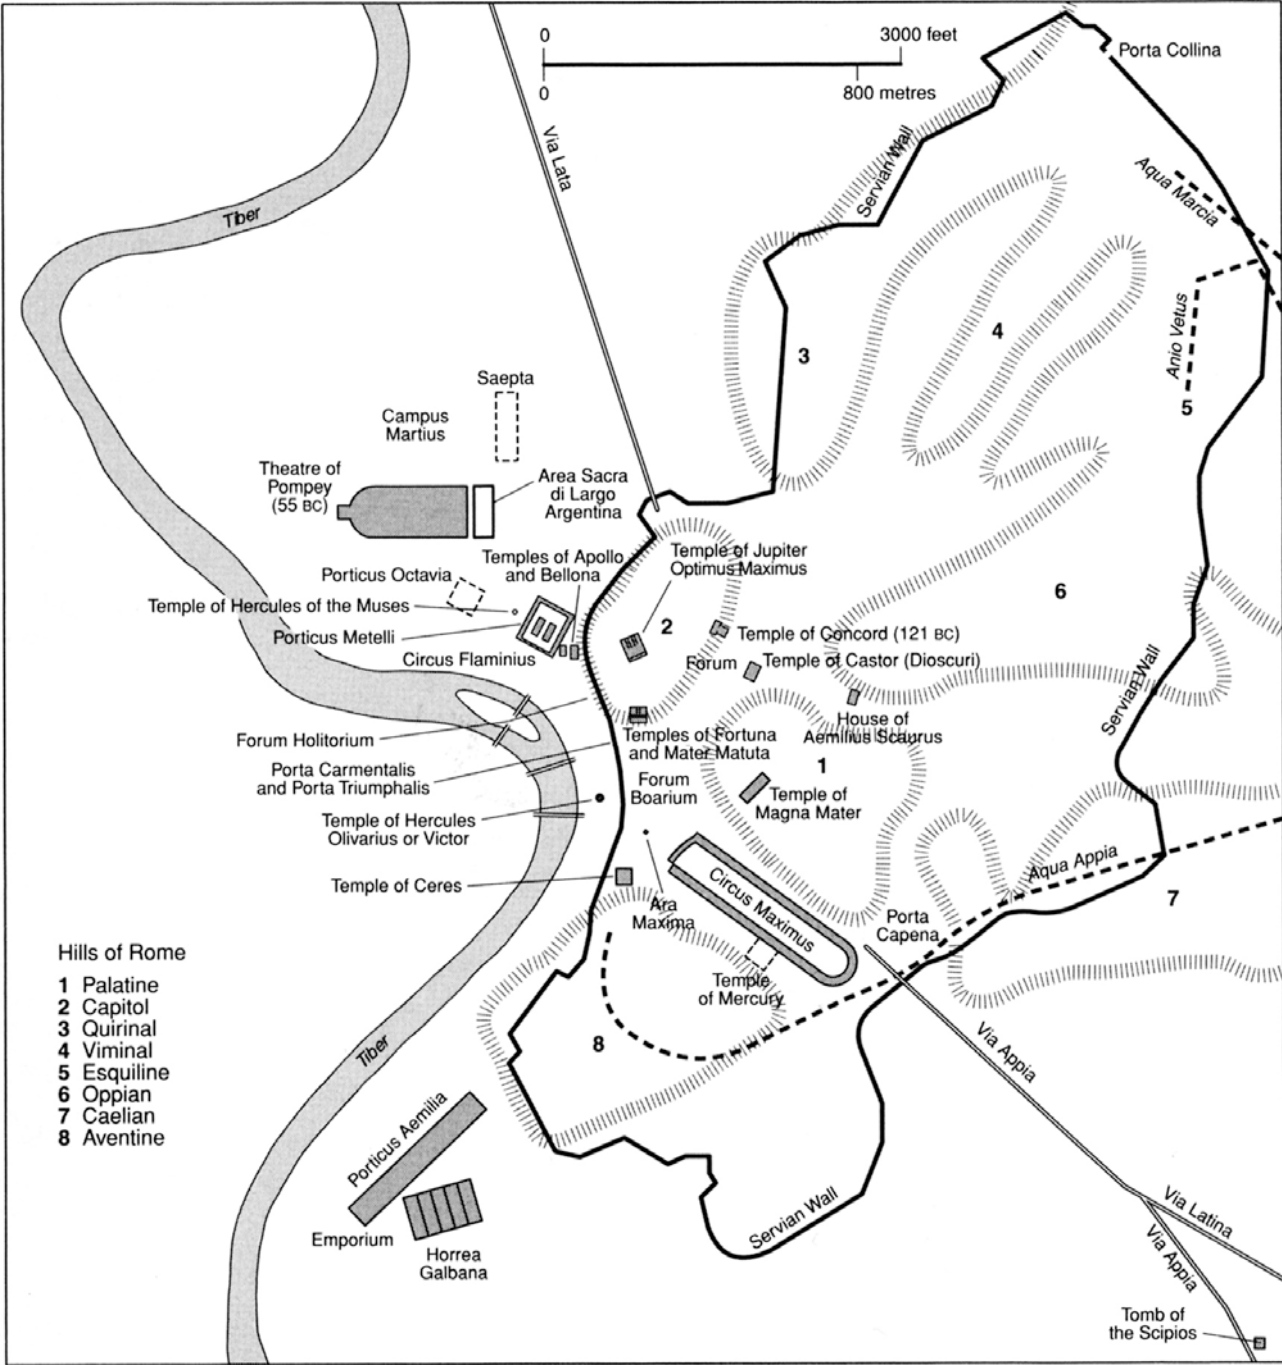 0
3000 feet
0
800 metres
Porta Collina
Via Lata
Servian Wall
Aqua Marcia
Tiber
Anio Vetus
3
4
5
Saepta
Campus
Martius
Theatre of
Pompey
(55 BC)
Area Sacra
di Largo
Argentina
Temples of Apollo
and Bellona
Temple of Jupiter
Optimus Maximus
Porticus Octavia
Temple of Hercules of the Muses
Porticus Metelli
Circus Flaminius
2
6
Temple of Concord (121 BC)
Forum
Temple of Castor (Dioscuri)
House of
Aemilius Scaurus
Servian Wall
Forum Holitorium
Temples of Fortuna
and Mater Matuta
Porta Carmentalis
and Porta Triumphalis
Forum
Boarium
1
Temple of
Magna Mater
Temple of Hercules
Olivarius or Victor
Temple of Ceres
Ara
Maxima
Circus Maximus
Aqua Appia
7
Porta
Capena
Temple
of Mercury
Hills of Rome
1 Palatine
2 Capitol
3 Quirinal
4 Viminal
5 Esquiline
6 Oppian
7 Caelian
8 Aventine
Tiber
8
Via Appia
Porticus Aemilia
Emporium
Horrea
Galbana
Servian Wall
Via Latina
Via Appia
Tomb of
the Scipios